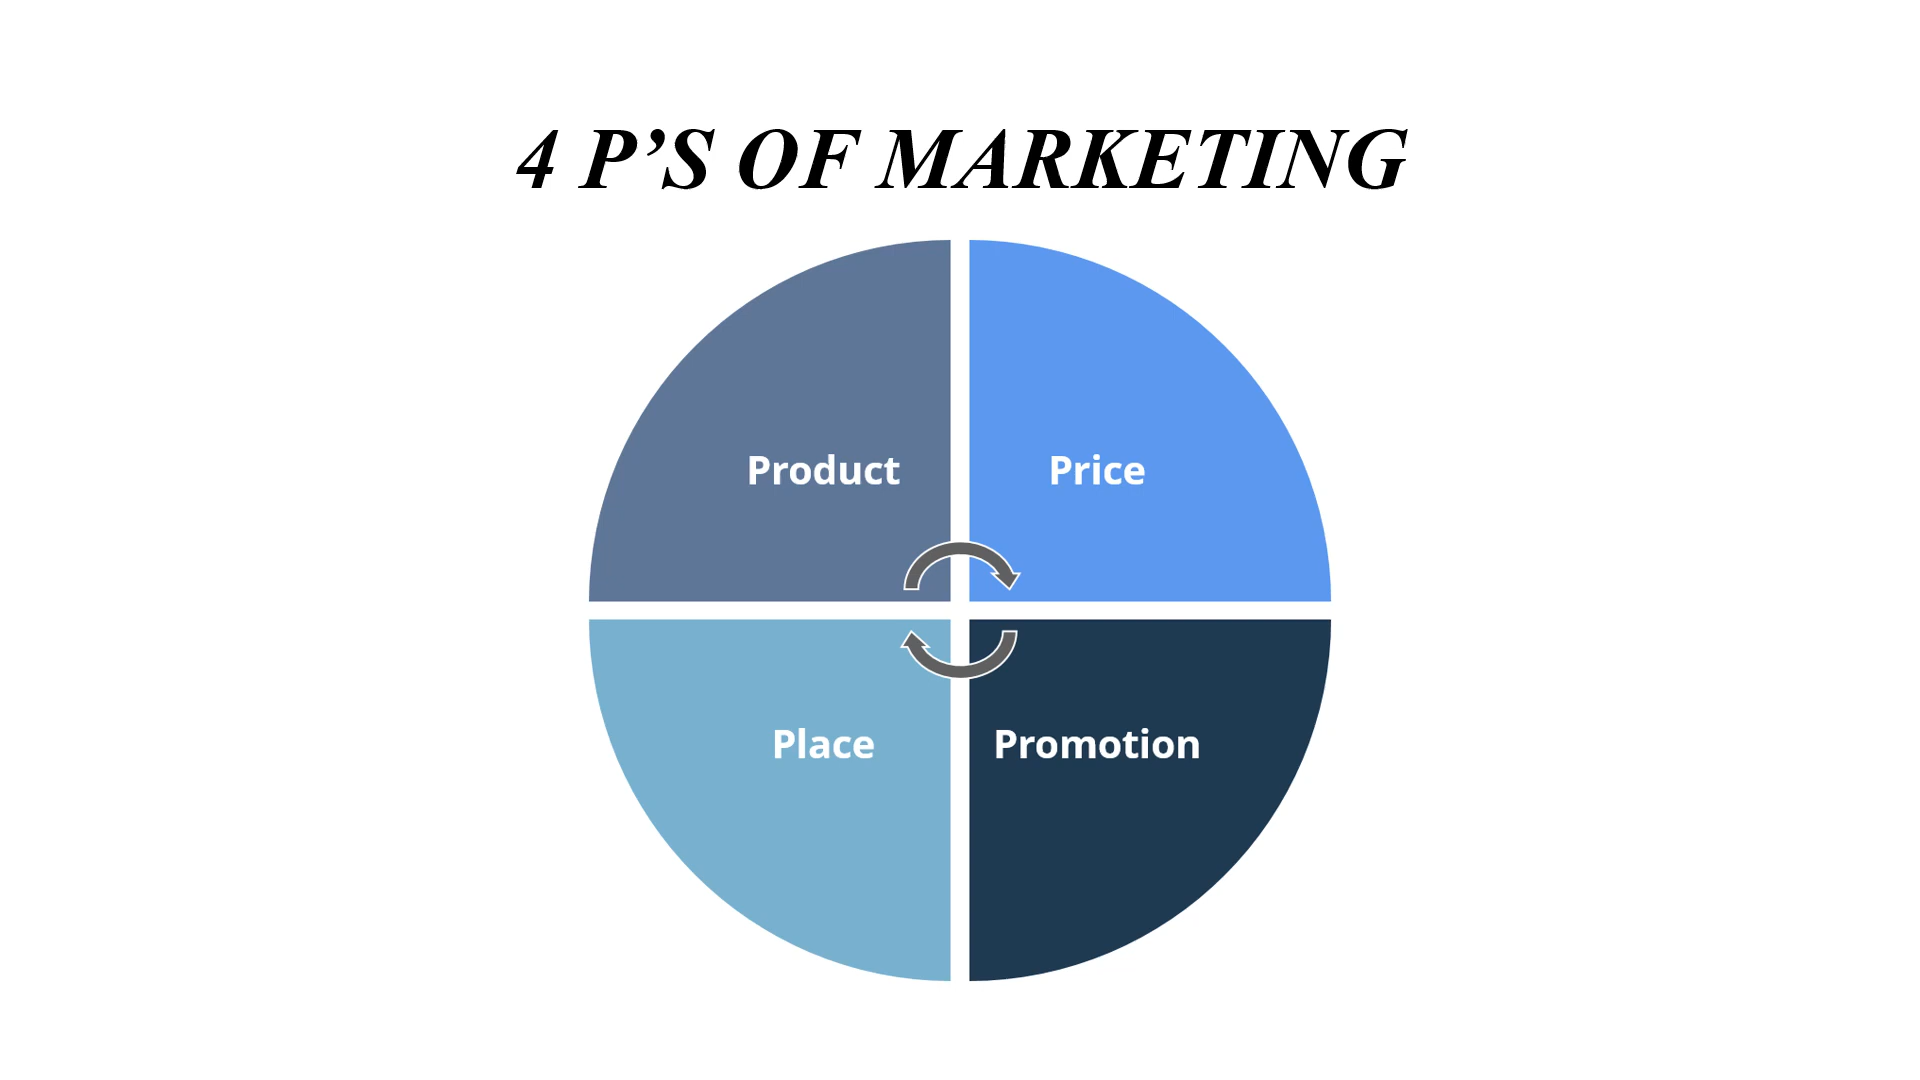 4 P’S OF MARKETING
Product
Price
Place
Promotion